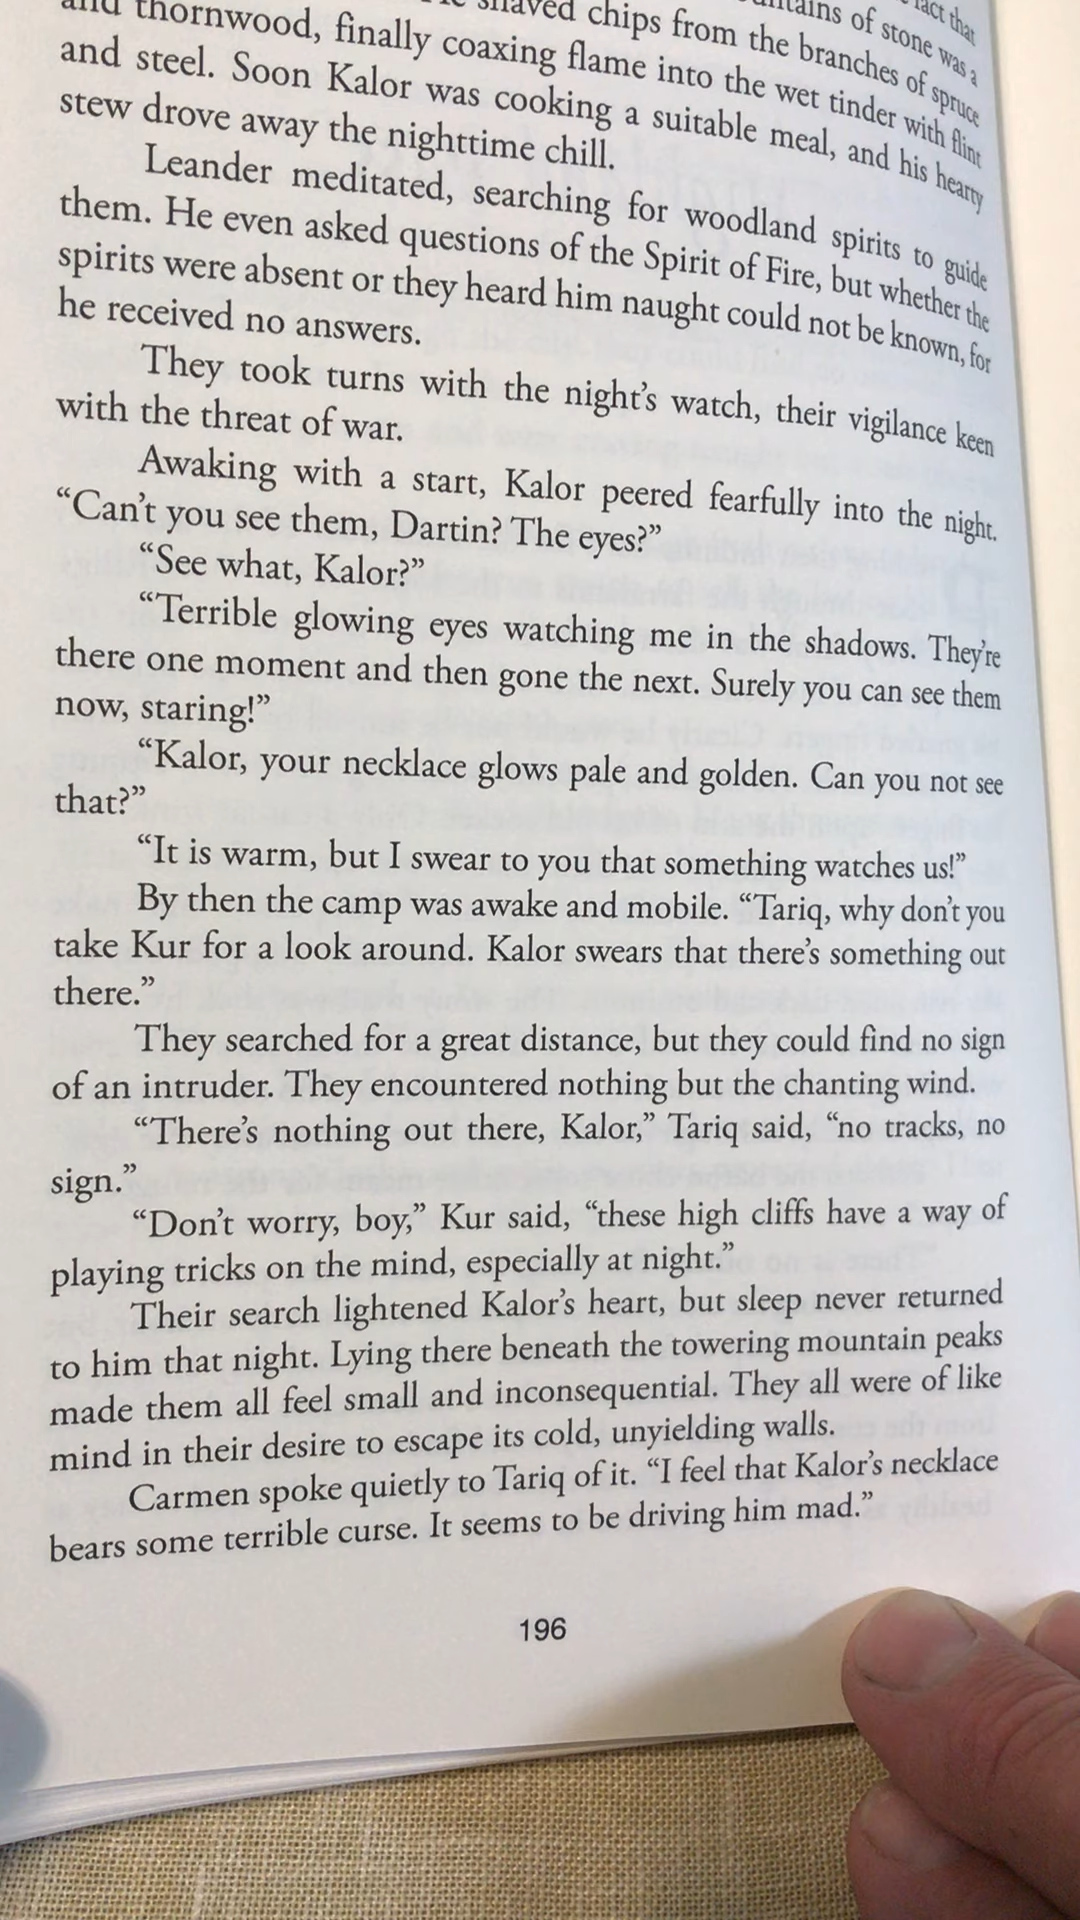 fact that
of stone was a
shaved chips from the branches of spruce
and thornwood, finally coaxing flame into the wet tinder with flint
and steel. Soon Kalor was cooking a suitable meal, and his hearty
stew drove away the nighttime chill.
Leander meditated, searching for woodland spirits to guide
them. He even asked questions of the Spirit of Fire, but whether the
spirits were absent or they heard him naught could not be known, for
he received no answers.
They took turns with the night's watch, their vigilance keen
with the threat of war.
Awaking with a start, Kalor peered fearfully into the night.
“Can't you see them, Dartin? The eyes?”
“See what, Kalor?”
“Terrible glowing eyes watching me in the shadows. They're
there one moment and then gone the next. Surely you can see them
now, staring!”
“Kalor, your necklace glows pale and golden. Can you not see
that?”
“It is warm, but I swear to you that something watches us!”
By then the camp was awake and mobile. “Tariq, why don't you
take Kur for a look around. Kalor swears that there's something out
there.”
They searched for a great distance, but they could find no sign
of an intruder. They encountered nothing but the chanting wind.
“There's nothing out there, Kalor,” Tariq said, “no tracks, no
sign.”
“Don't worry, boy,” Kur said, “these high cliffs have a way of
playing tricks on the mind, especially at night.”
Their search lightened Kalor's heart, but sleep never returned
to him that night. Lying there beneath the towering mountain peaks
made them all feel small and inconsequential. They all were of like
mind in their desire to escape its cold, unyielding walls.
Carmen spoke quietly to Tariq of it. “I feel that Kalor's necklace
bears some terrible curse. It seems to be driving him mad.”
196